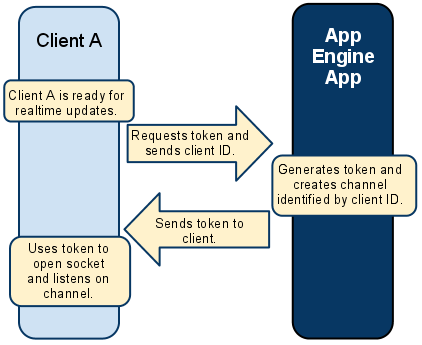 Client A
App
Engine
App
Client A is ready for
realtime updates.
Requests token and
sends client ID.
Generates token and
creates channel
identified by client ID.
Sends token to
client.
Uses token to
open socket
and listens on
channel.